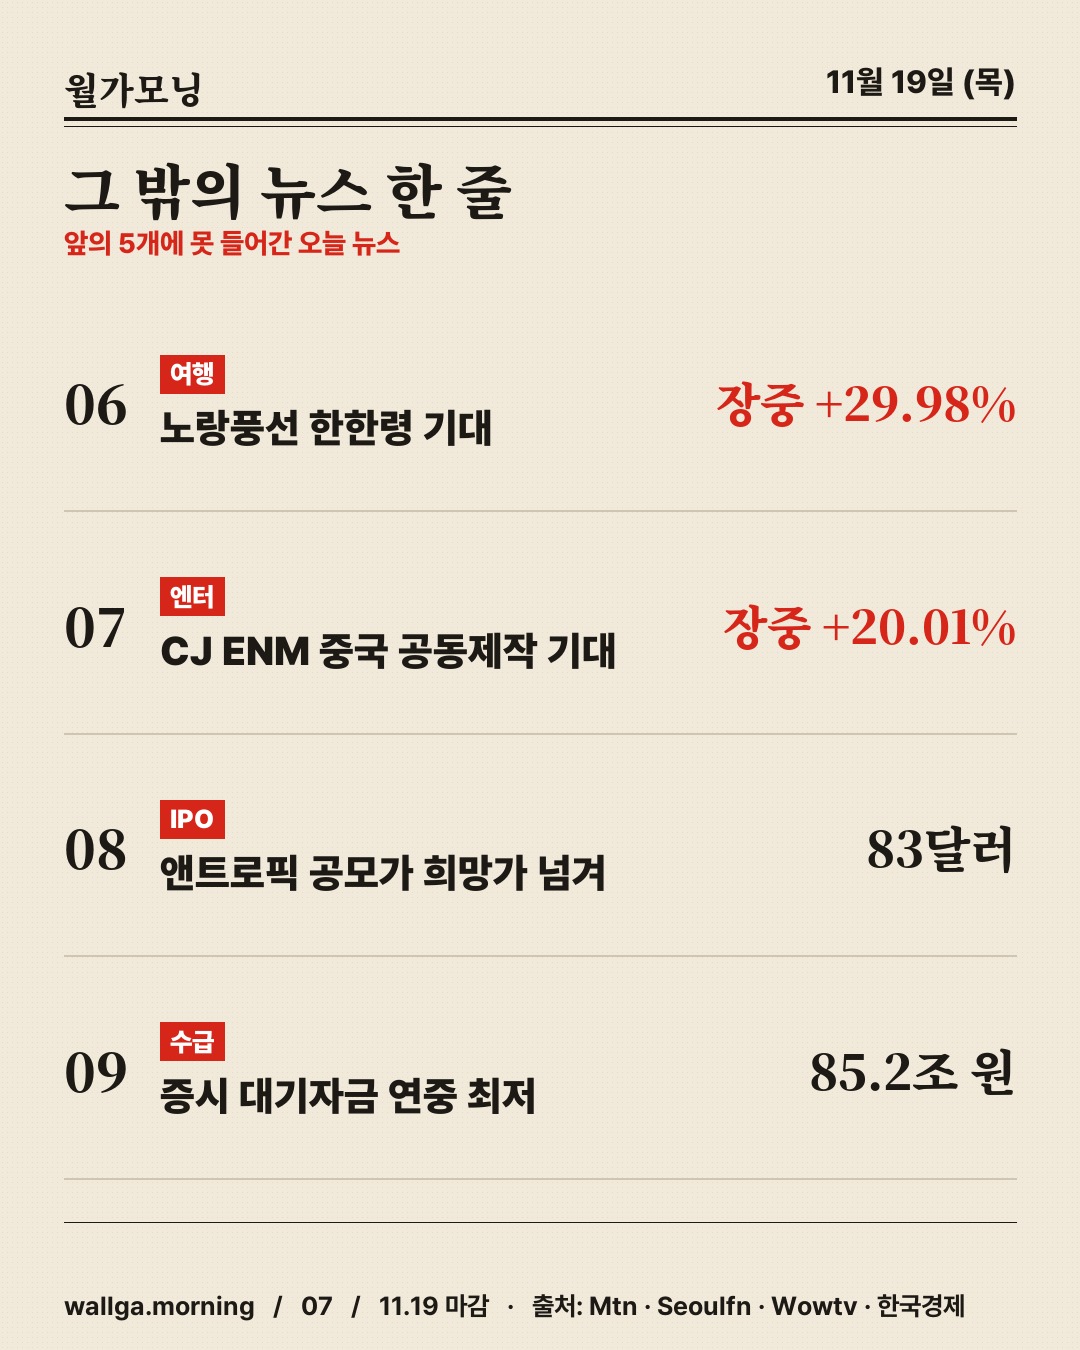 월가모닝
11월 19일 (목)
그 밖의 뉴스 한 줄
앞의 5개에 못 들어간 오늘 뉴스
06
여행
노랑풍선 한한령 기대
장중 +29.98%
07
엔터
CJ ENM 중국 공동제작 기대
장중 +20.01%
08
IPO
앤트로픽 공모가 희망가 넘겨
83달러
09
수급
증시 대기자금 연중 최저
85.2조 원
wallga.morning / 07 / 11.19 마감 · 출처: Mtn · Seoulfn · Wowtv · 한국경제